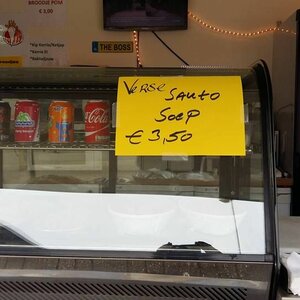 BROODJE POM
€ 3,50
THE BOSS
Coca-Cola
Verse
Sauto
Soep
€ 3,50